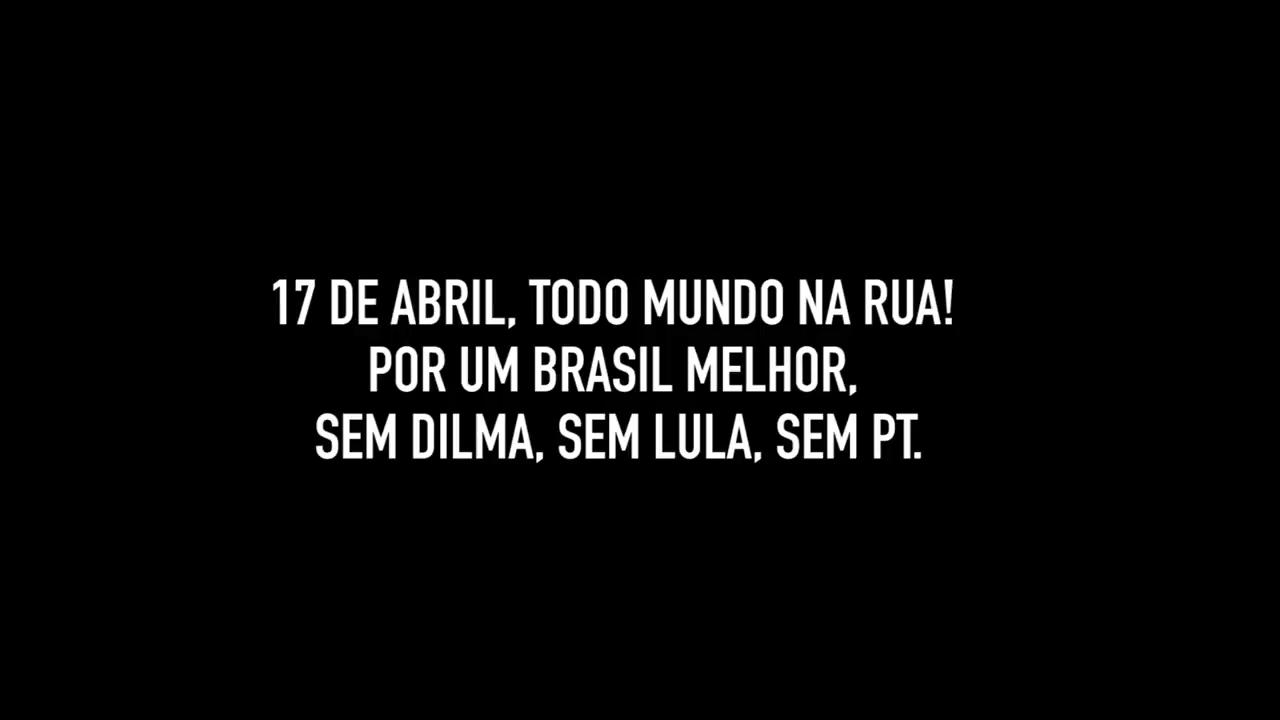 17 DE ABRIL, TODO MUNDO NA RUA!
POR UM BRASIL MELHOR,
SEM DILMA, SEM LULA, SEM PT.